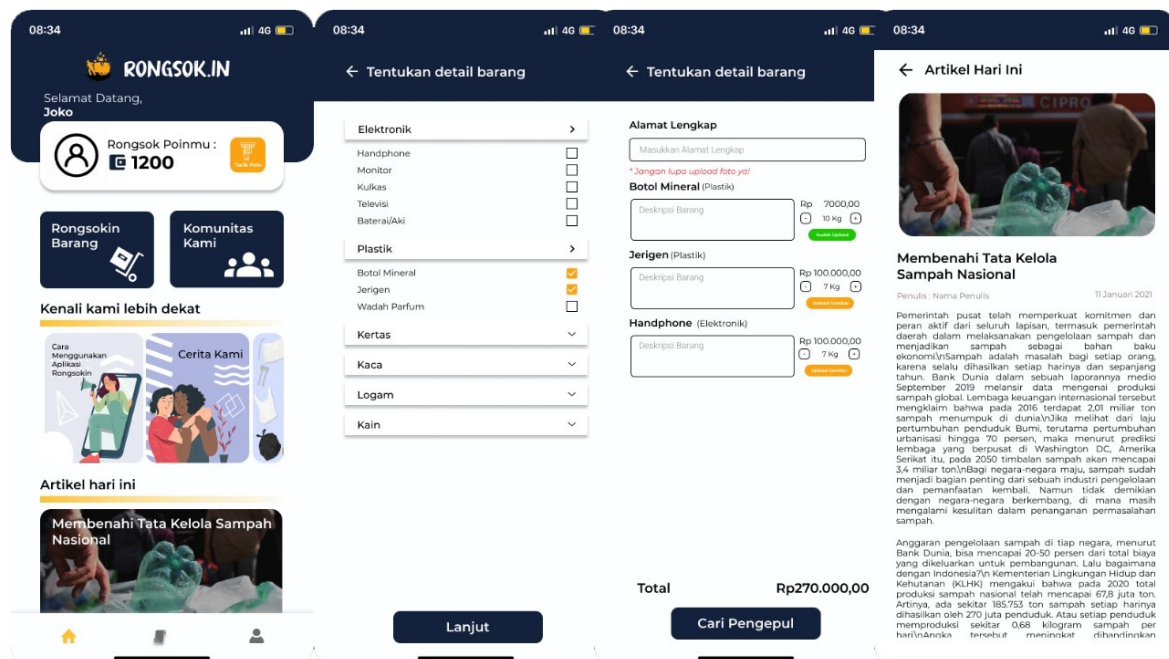 08:34
4G
RONGSOK.IN
Selamat Datang,
Joko
Rongsok Poinmu :
1200
Tarik Poin
Rongsokin
Barang
Komunitas
Kami
Kenali kami lebih dekat
Cara
Menggunakan
Aplikasi
Rongsokin
Cerita Kami
Artikel hari ini
Membenahi Tata Kelola Sampah
Nasional
08:34
4G
Tentukan detail barang
Elektronik
Handphone
Monitor
Kulkas
Televisi
Baterai/Aki
Plastik
Botol Mineral
Jerigen
Wadah Parfum
Kertas
Kaca
Logam
Kain
Lanjut
08:34
4G
Tentukan detail barang
Alamat Lengkap
Masukkan Alamat Lengkap
*Jangan lupa upload foto ya!
Botol Mineral (Plastik)
Deskripsi Barang
Rp 7000,00
- 10 Kg +
Sudah Upload
Jerigen (Plastik)
Deskripsi Barang
Rp 100.000,00
- 7 Kg +
Upload Gambar
Handphone (Elektronik)
Deskripsi Barang
Rp 100.000,00
- 7 Kg +
Upload Gambar
Total Rp270.000,00
Cari Pengepul
08:34
4G
Artikel Hari Ini
CIPRO
Membenahi Tata Kelola
Sampah Nasional
Penulis : Nama Penulis 11 Januari 2021
Pemerintah pusat telah memperkuat komitmen dan
peran aktif dari seluruh lapisan, termasuk pemerintah
daerah dalam melaksanakan pengelolaan sampah dan
menjadikan sampah sebagai bahan baku
ekonomi\nSampah adalah masalah bagi setiap orang,
karena selalu dihasilkan setiap harinya dan sepanjang
tahun. Bank Dunia dalam sebuah laporannya medio
September 2019 melansir data mengenai produksi
sampah global. Lembaga keuangan internasional tersebut
mengklaim bahwa pada 2016 terdapat 2,01 miliar ton
sampah menumpuk di dunia.\nJika melihat dari laju
pertumbuhan penduduk Bumi, terutama pertumbuhan
urbanisasi hingga 70 persen, maka menurut prediksi
lembaga yang berpusat di Washington DC, Amerika
Serikat itu, pada 2050 timbalan sampah akan mencapai
3,4 miliar ton.\nBagi negara-negara maju, sampah sudah
menjadi bagian penting dari sebuah industri pengelolaan
dan pemanfaatan kembali. Namun tidak demikian
dengan negara-negara berkembang, di mana masih
mengalami kesulitan dalam penanganan permasalahan
sampah.
Anggaran pengelolaan sampah di tiap negara, menurut
Bank Dunia, bisa mencapai 20-50 persen dari total biaya
yang dikeluarkan untuk pembangunan. Lalu bagaimana
dengan Indonesia?\n Kementerian Lingkungan Hidup dan
Kehutanan (KLHK) mengakui bahwa pada 2020 total
produksi sampah nasional telah mencapai 67,8 juta ton.
Artinya, ada sekitar 185.753 ton sampah setiap harinya
dihasilkan oleh 270 juta penduduk. Atau setiap penduduk
memproduksi sekitar 0,68 kilogram sampah per
hari\nAngka tersebut meningkat dibandingkan